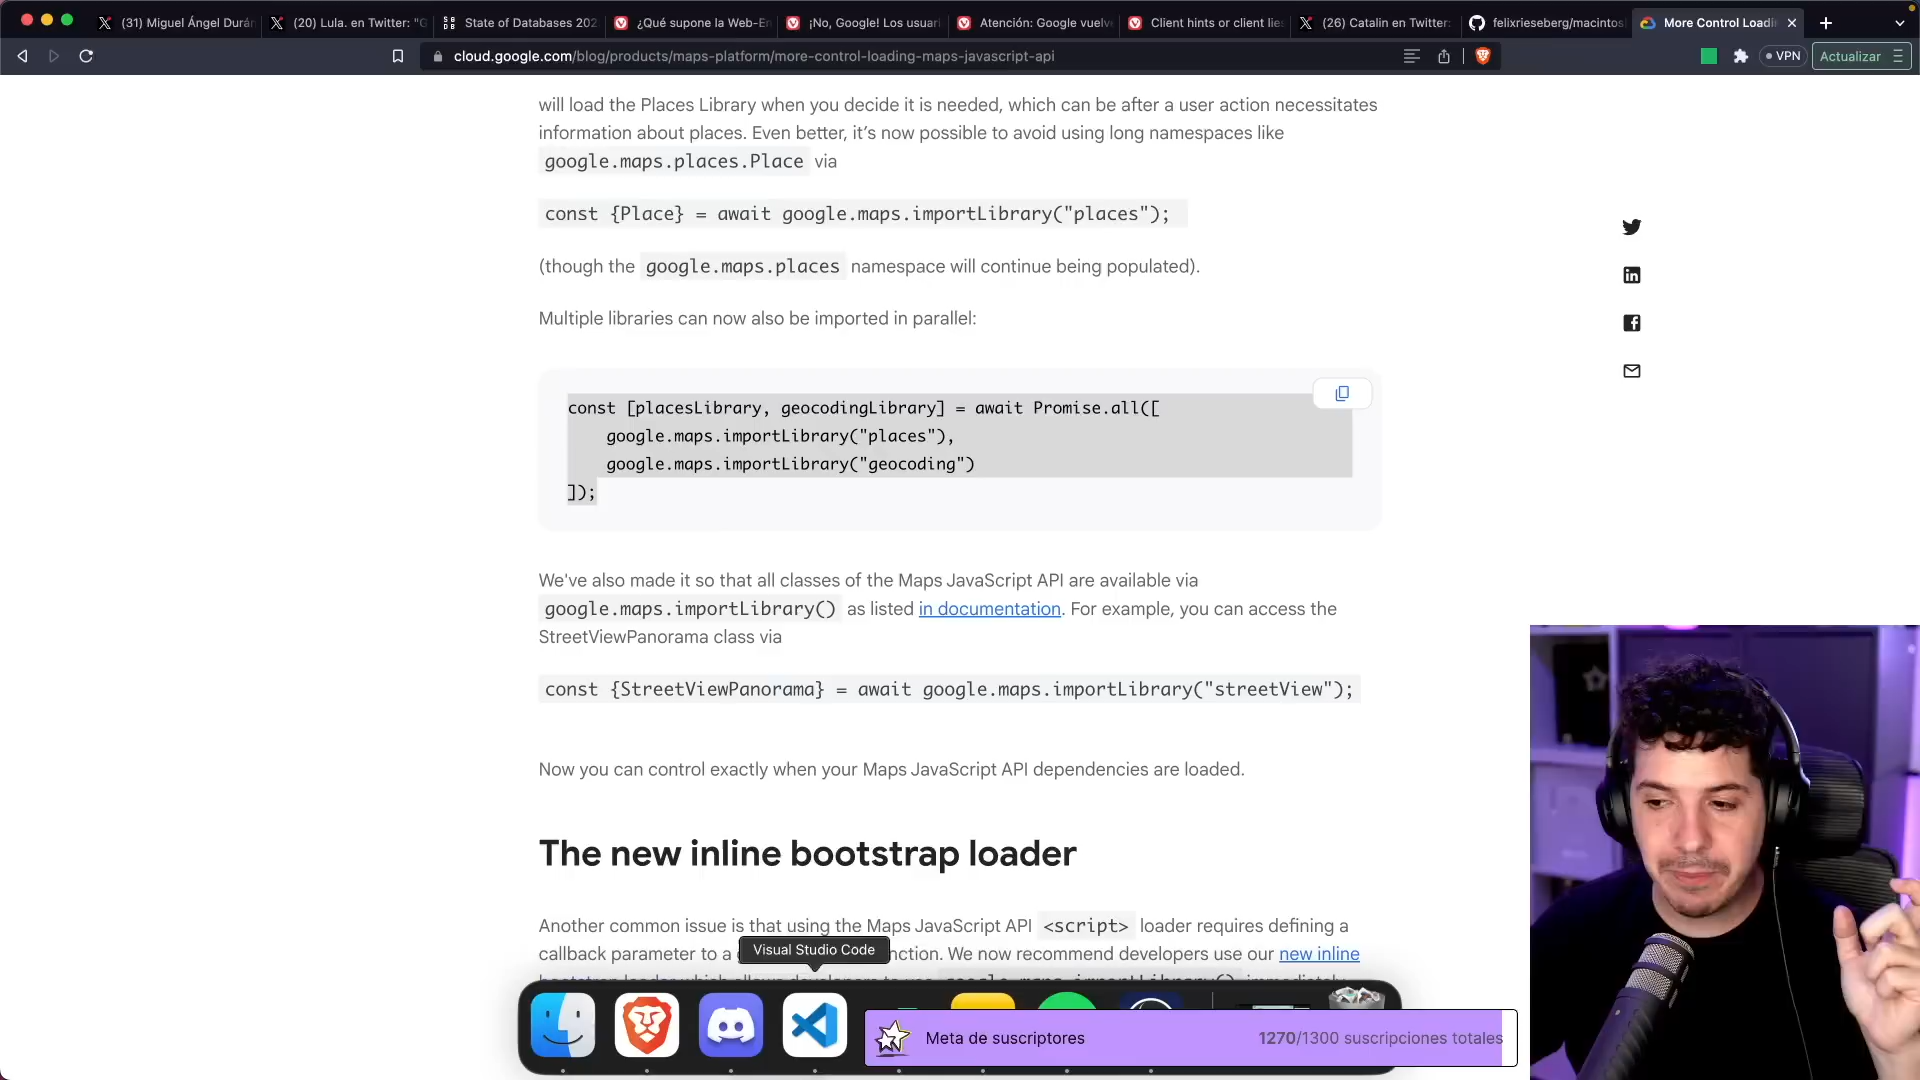 (31) Miguel Ángel Durán
(20) Lula. en Twitter: "G
State of Databases 202
¿Qué supone la Web-En
¡No, Google! Los usuari
Atención: Google vuelve
Client hints or client lies
(26) Catalin en Twitter:
felixrieseberg/macintos
More Control Loadin
cloud.google.com/blog/products/maps-platform/more-control-loading-maps-javascript-api
VPN
Actualizar
will load the Places Library when you decide it is needed, which can be after a user action necessitates
information about places. Even better, it’s now possible to avoid using long namespaces like
google.maps.places.Place via
const {Place} = await google.maps.importLibrary("places");
(though the google.maps.places namespace will continue being populated).
Multiple libraries can now also be imported in parallel:
const [placesLibrary, geocodingLibrary] = await Promise.all([
google.maps.importLibrary("places"),
google.maps.importLibrary("geocoding")
]);
We've also made it so that all classes of the Maps JavaScript API are available via
google.maps.importLibrary() as listed in documentation. For example, you can access the
StreetViewPanorama class via
const {StreetViewPanorama} = await google.maps.importLibrary("streetView");
Now you can control exactly when your Maps JavaScript API dependencies are loaded.
The new inline bootstrap loader
Another common issue is that using the Maps JavaScript API <script> loader requires defining a
callback parameter to a nction. We now recommend developers use our new inline
Visual Studio Code
Meta de suscriptores
1270/1300 suscripciones totales